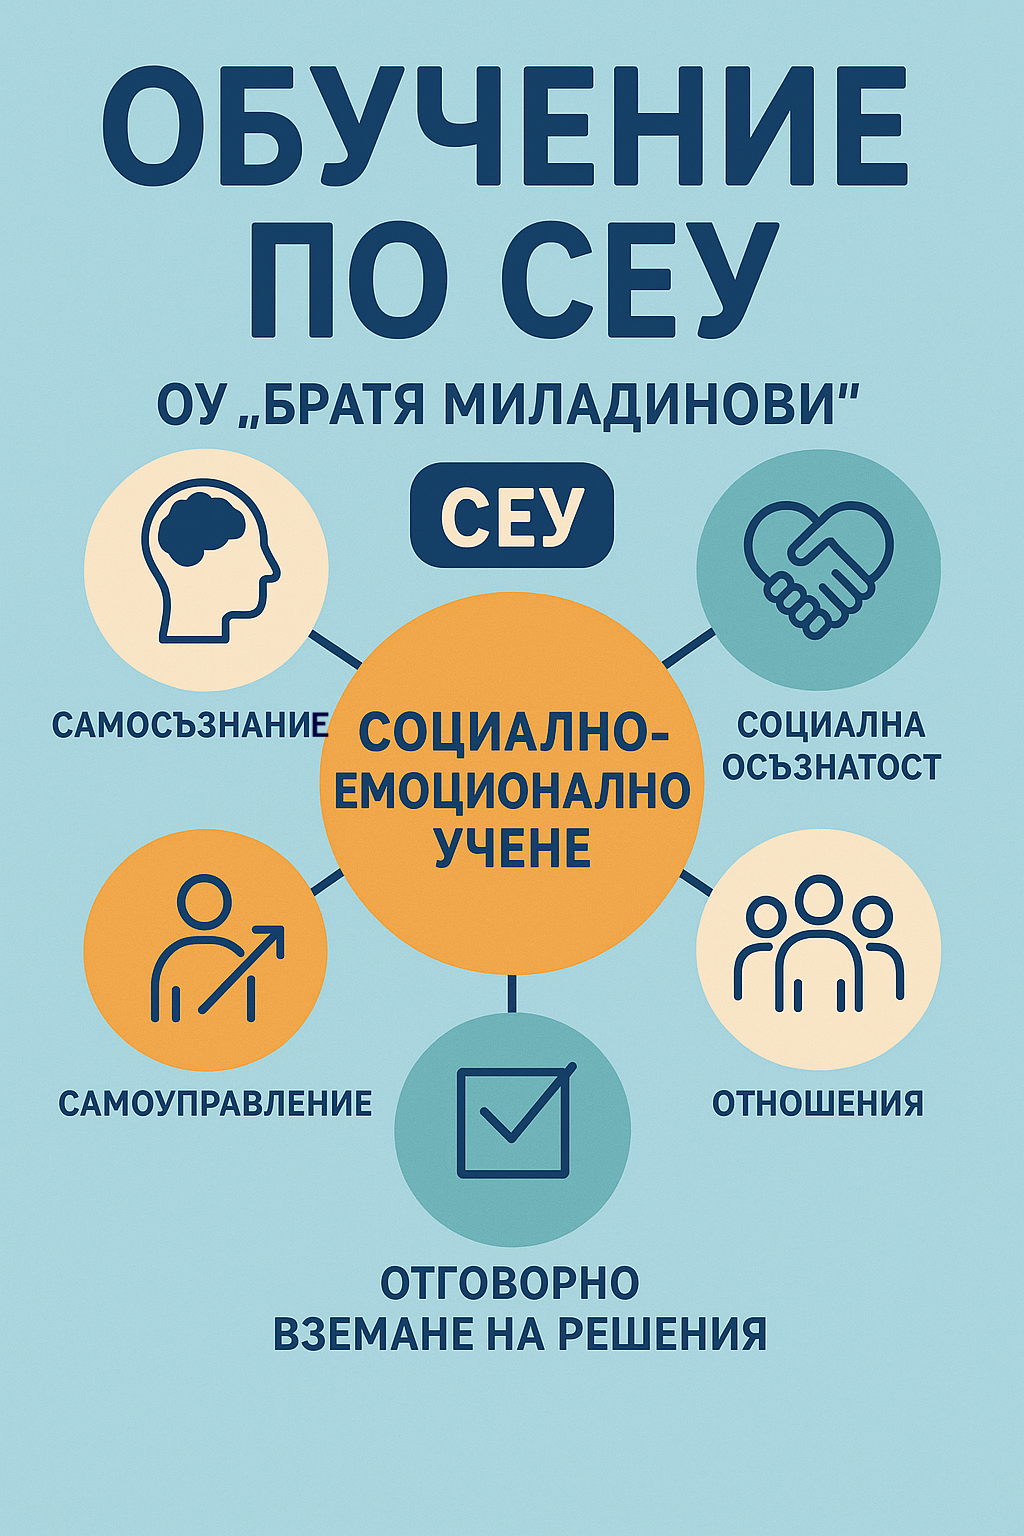 ОБУЧЕНИЕ
ПО СЕУ
ОУ „БРАТЯ МИЛАДИНОВИ"
СЕУ
СОЦИАЛНО-
ЕМОЦИОНАЛНО
УЧЕНЕ
САМОСЪЗНАНИЕ
СОЦИАЛНА
ОСЪЗНАТОСТ
САМОУПРАВЛЕНИЕ
ОТНОШЕНИЯ
ОТГОВОРНО
ВЗЕМАНЕ НА РЕШЕНИЯ